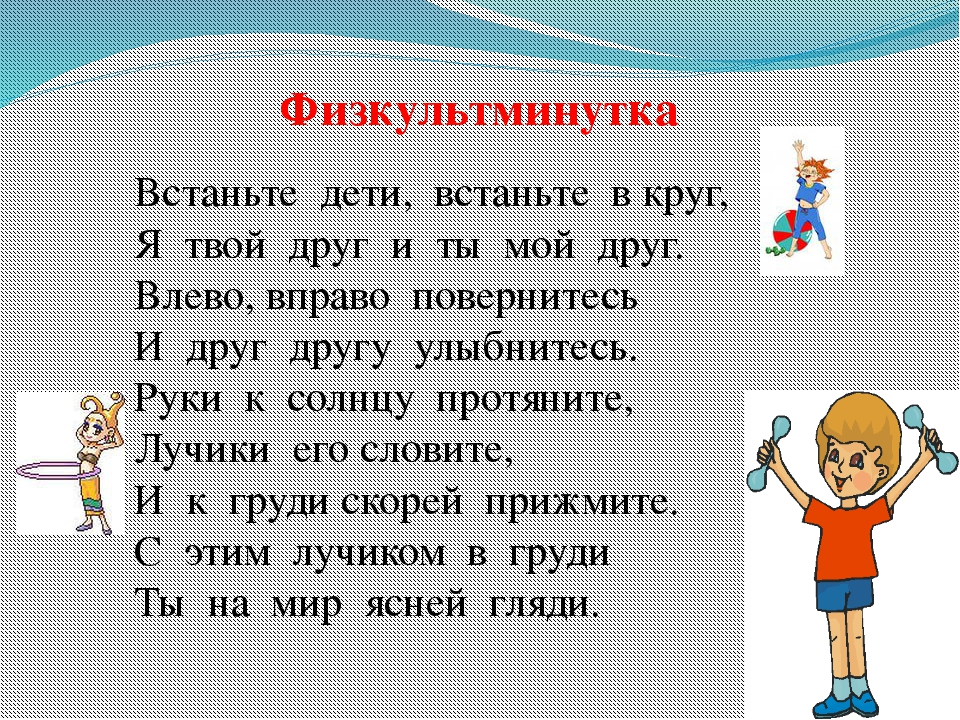 Физкультминутка
Встаньте дети, встаньте в круг,
Я твой друг и ты мой друг.
Влево, вправо повернитесь
И друг другу улыбнитесь.
Руки к солнцу протяните,
Лучики его словите,
И к груди скорей прижмите.
С этим лучиком в груди
Ты на мир ясней гляди.